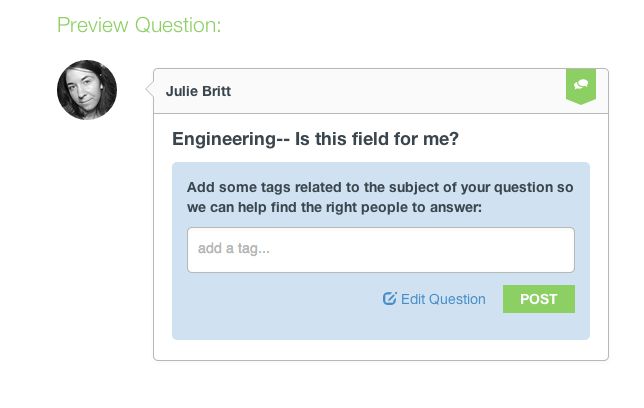 Preview Question:
Julie Britt
Engineering-- Is this field for me?
Add some tags related to the subject of your question so
we can help find the right people to answer:
add a tag...
Edit Question
POST